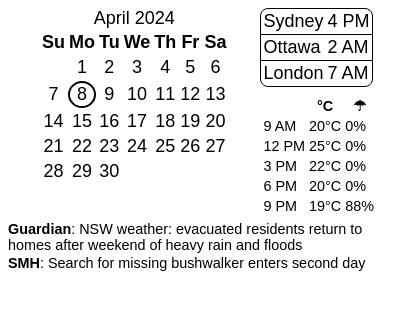 April 2024
Su Mo Tu We Th Fr Sa
1 2 3 4 5 6
7 8 9 10 11 12 13
14 15 16 17 18 19 20
21 22 23 24 25 26 27
28 29 30
Sydney 4 PM
Ottawa 2 AM
London 7 AM
°C ☂
9 AM 20°C 0%
12 PM 25°C 0%
3 PM 22°C 0%
6 PM 20°C 0%
9 PM 19°C 88%
Guardian: NSW weather: evacuated residents return to
homes after weekend of heavy rain and floods
SMH: Search for missing bushwalker enters second day